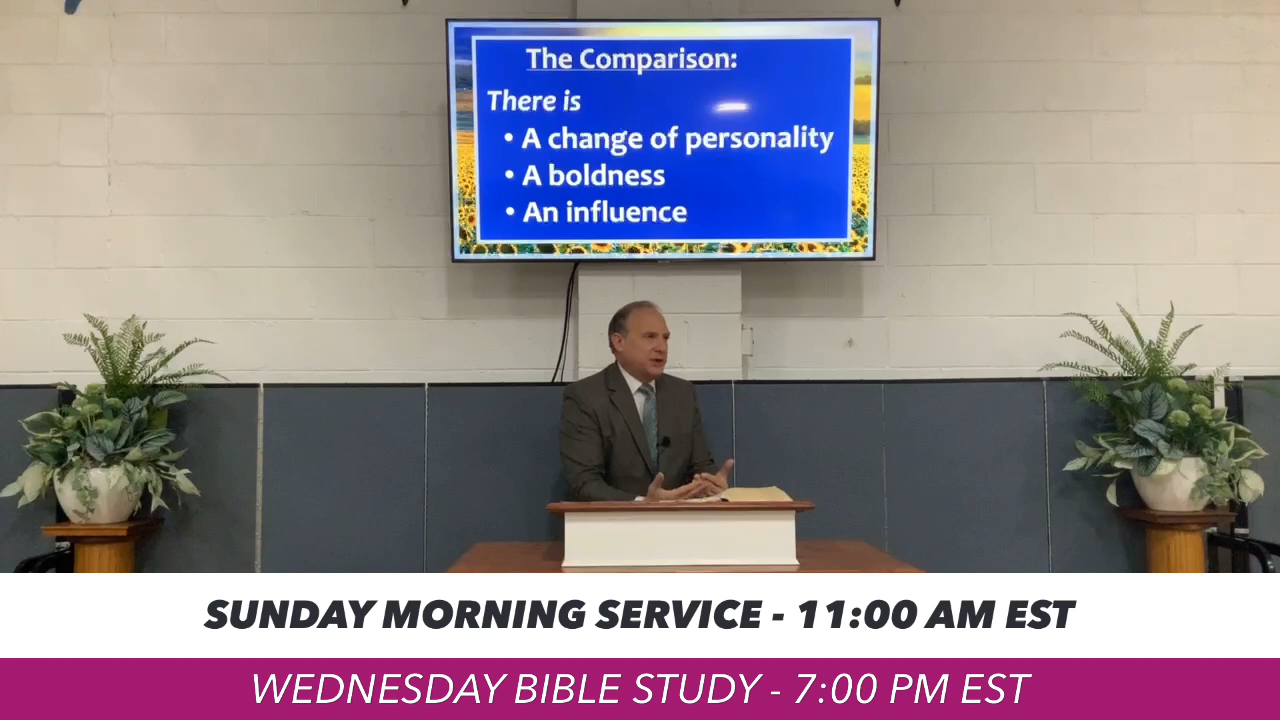 The Comparison:
There is
• A change of personality
• A boldness
• An influence
SUNDAY MORNING SERVICE - 11:00 AM EST
WEDNESDAY BIBLE STUDY - 7:00 PM EST